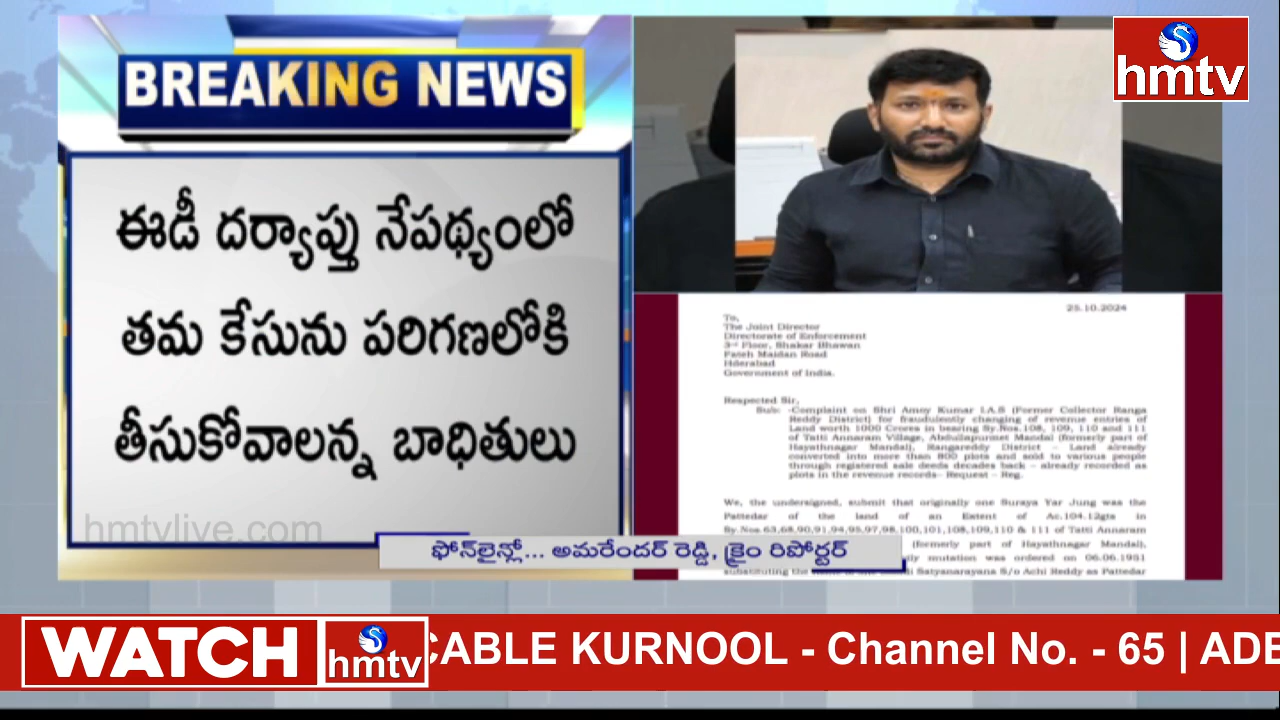 hmtv
BREAKING NEWS
ఈడీ దర్యాప్తు నేపథ్యంలో
తమ కేసును పరిగణలోకి
తీసుకోవాలన్న బాధితులు
25.10.2024
To,
The Joint Director
Directorate of Enforcement
3rd Floor, Shakar Bhawan
Fateh Maidan Road
Hderabad
Government of India.
Respected Sir,
Sub: -Complaint on Shri Amoy Kumar I.A.S (Former Collector Ranga
Reddy District) for fraudulently changing of revenue entries of
Land worth 1000 Crores in bearing Sy.Nos.108, 109, 110 and 111
of Tatti Annaram Village, Abdullapurmet Mandal (formerly part of
Hayathnagar Mandal), Rangareddy District – Land already
converted into more than 800 plots and sold to various people
through registered sale deeds decades back – already recorded as
plots in the revenue records– Request – Reg.
We, the undersigned, submit that originally one Suraya Yar Jung was the
Pattedar of the land of an Extent of Ac.104.12gts in
Sy.Nos.63,68,90,91,94,95,97,98,100,101,108,109,110 & 111 of Tatti Annaram
(formerly part of Hayathnagar Mandal),
mutation was ordered on 06.06.1951
substituting the Satyanarayana S/o Achi Reddy as Pattedar
hmtvlive.com
ఫోన్‌లైన్లో... అమరేందర్ రెడ్డి, క్రైం రిపోర్టర్
WATCH hmtv CABLE KURNOOL - Channel No. - 65 | ADE